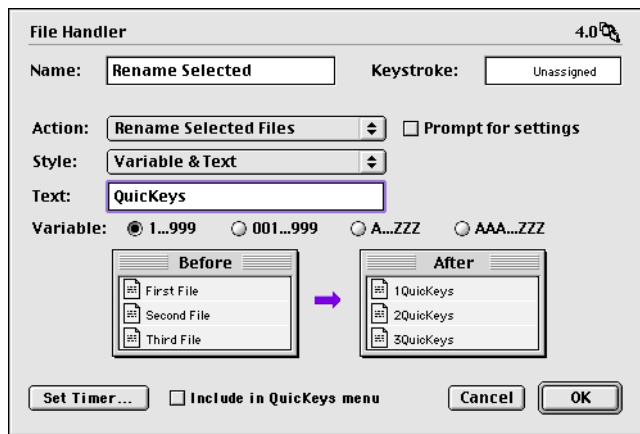 File Handler 4.0
Name: Rename Selected Keystroke: Unassigned
Action: Rename Selected Files Prompt for settings
Style: Variable & Text
Text: QuicKeys
Variable: 1...999 001...999 A...ZZZ AAA...ZZZ
Before After
First File 1QuicKeys
Second File 2QuicKeys
Third File 3QuicKeys
Set Timer... Include in QuicKeys menu Cancel OK